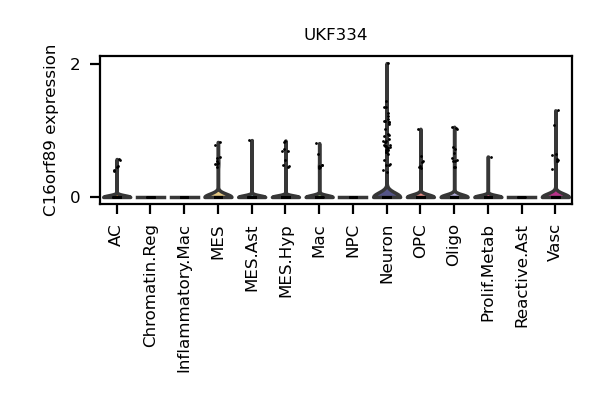 UKF334
C16orf89 expression
2
0
AC
Chromatin.Reg
Inflammatory.Mac
MES
MES.Ast
MES.Hyp
Mac
NPC
Neuron
OPC
Oligo
Prolif.Metab
Reactive.Ast
Vasc